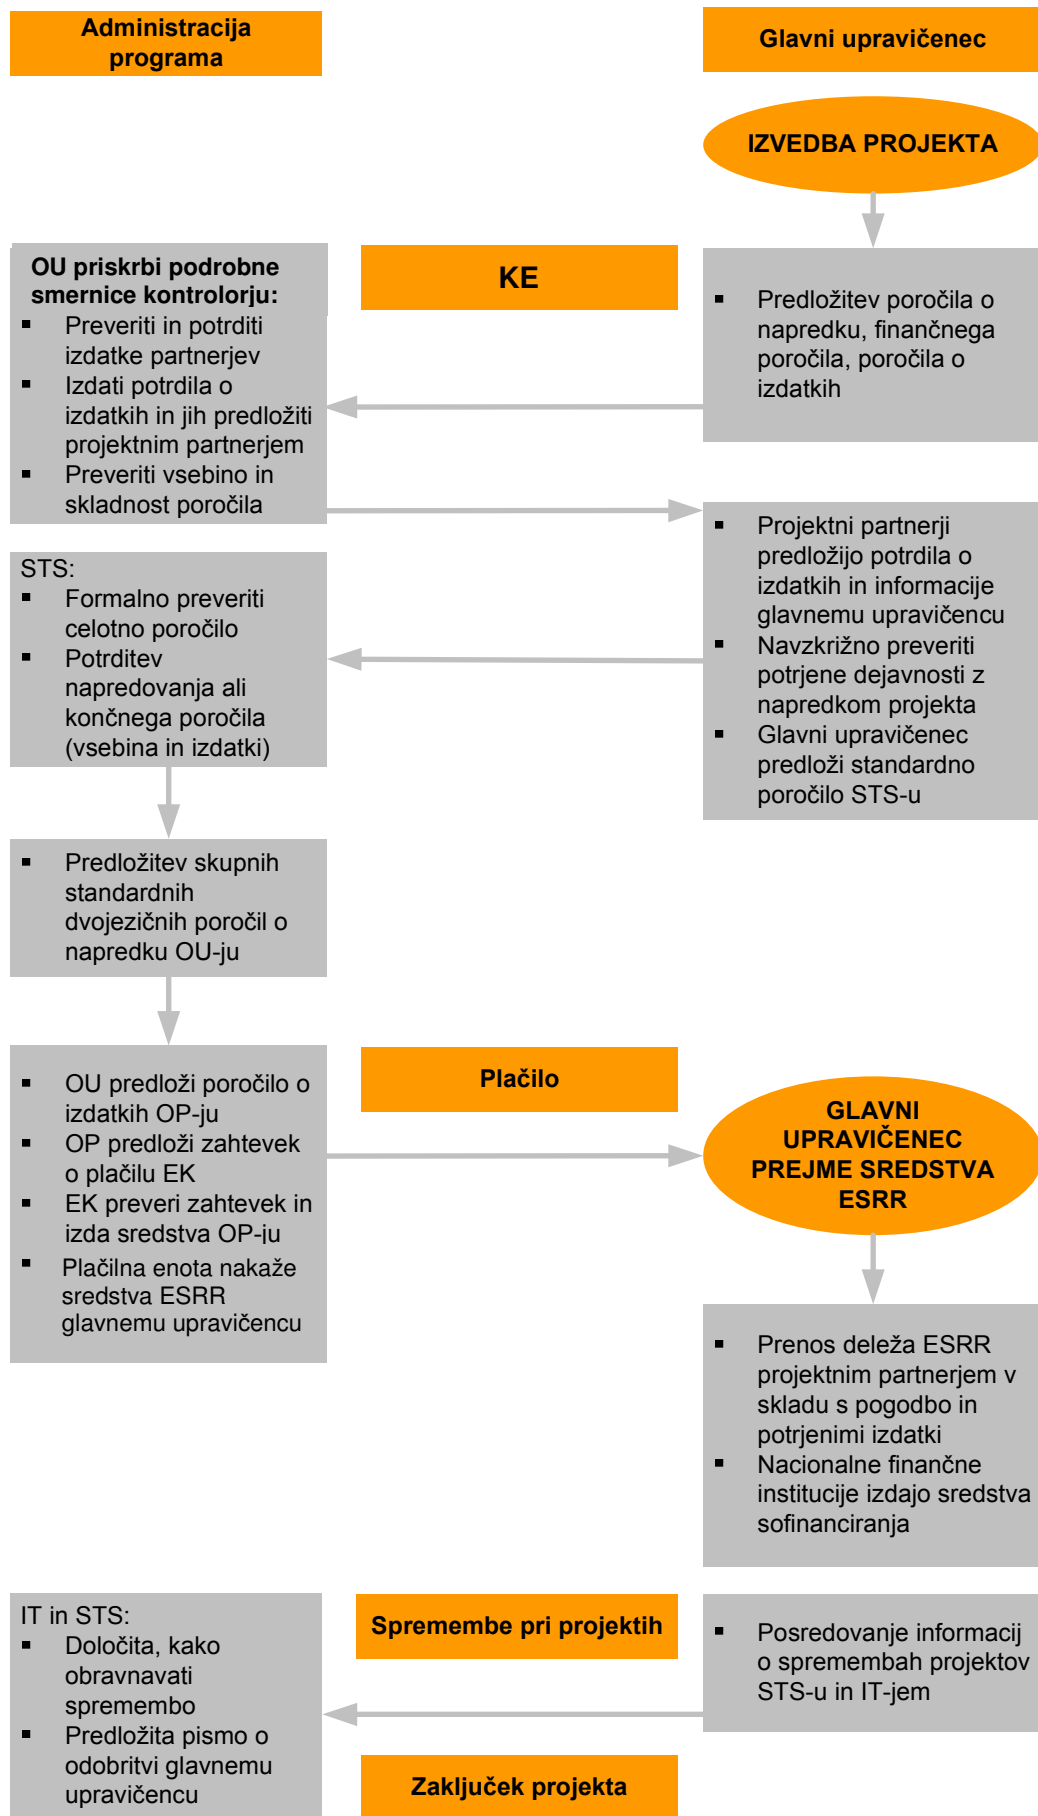 Administracija
programa
Glavni upravičenec
IZVEDBA PROJEKTA
OU priskrbi podrobne
smernice kontrolorju:
▪ Preveriti in potrditi
izdatke partnerjev
▪ Izdati potrdila o
izdatkih in jih predložiti
projektnim partnerjem
▪ Preveriti vsebino in
skladnost poročila
KE
▪ Predložitev poročila o
napredku, finančnega
poročila, poročila o
izdatkih
▪ Projektni partnerji
predložijo potrdila o
izdatkih in informacije
glavnemu upravičencu
▪ Navzkrižno preveriti
potrjene dejavnosti z
napredkom projekta
▪ Glavni upravičenec
predloži standardno
poročilo STS-u
STS:
▪ Formalno preveriti
celotno poročilo
▪ Potrditev
napredovanja ali
končnega poročila
(vsebina in izdatki)
▪ Predložitev skupnih
standardnih
dvojezičnih poročil o
napredku OU-ju
▪ OU predloži poročilo o
izdatkih OP-ju
▪ OP predloži zahtevek
o plačilu EK
▪ EK preveri zahtevek in
izda sredstva OP-ju
▪ Plačilna enota nakaže
sredstva ESRR
glavnemu upravičencu
Plačilo
GLAVNI
UPRAVIČENEC
PREJME SREDSTVA
ESRR
▪ Prenos deleža ESRR
projektnim partnerjem v
skladu s pogodbo in
potrjenimi izdatki
▪ Nacionalne finančne
institucije izdajo sredstva
sofinanciranja
IT in STS:
▪ Določita, kako
obravnavati
spremembo
▪ Predložita pismo o
odobritvi glavnemu
upravičencu
Spremembe pri projektih
▪ Posredovanje informacij
o spremembah projektov
STS-u in IT-jem
Zaključek projekta